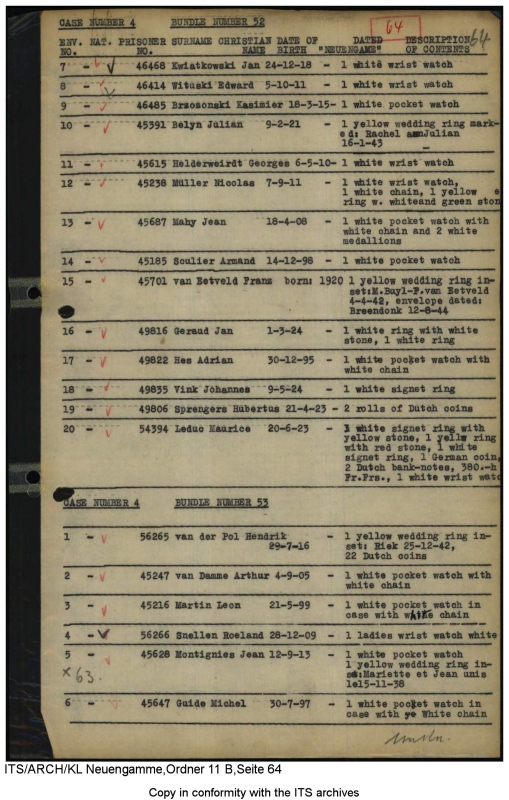 CASE NUMBER 4 BUNDLE NUMBER 52 64 64
ENV. NAT. PRISONER SURNAME CHRISTIAN DATE OF DATED DESCRIPTION
NO. NO. NAME BIRTH "NEUENGAME" OF CONTENTS
7 - 46468 Kwiatkowski Jan 24-12-18 - 1 white wrist watch
8 - 46414 Wituski Edward 5-10-11 - 1 white wrist watch
9 - 46485 Brzosonski Kasimier 18-3-15- 1 white pocket watch
10 - 45391 Belyn Julian 9-2-21 - 1 yellow wedding ring mark-
ed: Rachel Julian
16-1-43
11 - 45615 Helderweirdt Georges 6-5-10- 1 white wrist watch
12 - 45238 Müller Nicolas 7-9-11 - 1 white wrist watch,
1 white chain, 1 yellow e
ring w. whiteand green ston
13 - 45687 Mahy Jean 18-4-08 - 1 white pocket watch with
white chain and 2 white
medallions
14 - 45185 Soulier Armand 14-12-98 - 1 white pocket watch
15 - 45701 van Eetveld Frans born: 1920 1 yellow wedding ring in-
set:M.Buyl-F.van Eetveld
4-4-42, envelope dated:
Breendonk 12-8-44
16 - 49816 Geraud Jan 1-3-24 - 1 white ring with white
stone, 1 white ring
17 - 49822 Hes Adrian 30-12-95 - 1 white pocket watch with
white chain
18 - 49835 Vink Johannes 9-5-24 - 1 white signet ring
19 - 49806 Sprengers Hubertus 21-4-23 - 2 rolls of Dutch coins
20 - 54394 Leduc Maurice 20-6-23 - 1 white signet ring with
yellow stone, 1 yellw ring
with red stone, 1 white
signet ring, 1 German coin,
2 Dutch bank-notes, 380.-h
Fr.Frs., 1 white wrist watc
CASE NUMBER 4 BUNDLE NUMBER 53
1 - 56265 van der Pol Hendrik - 1 yellow wedding ring in-
29-7-16 set: Riek 25-12-42,
22 Dutch coins
2 - 45247 van Damme Arthur 4-9-05 - 1 white pocket watch with
white chain
3 - 45216 Martin Leon 21-5-99 - 1 white pocket watch in
case with white chain
4 - 56266 Snellen Roeland 28-12-09 - 1 ladies wrist watch white
5 - 45628 Montignies Jean 12-9-13 - 1 white pocket watch
1 yellow wedding ring in-
x 63. :Mariette et Jean unis
le15-11-38
6 - 45647 Guide Michel 30-7-97 - 1 white pocket watch in
case with White chain
ITS/ARCH/KL Neuengamme,Ordner 11 B,Seite 64
Copy in conformity with the ITS archives